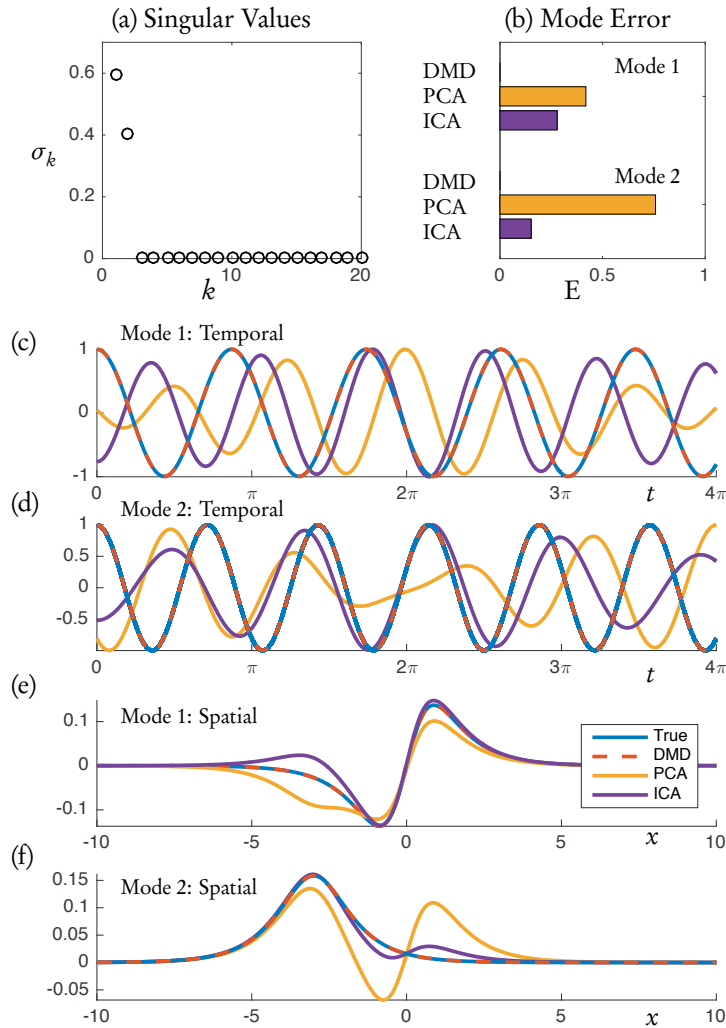 (a) Singular Values
0.6
0.4
σk
0.2
0
0
10
20
k
(b) Mode Error
DMD
Mode 1
PCA
ICA
DMD
Mode 2
PCA
ICA
0
0.5
1
E
(c)
Mode 1: Temporal
1
0
-1
0
π
2π
3π
t
4π
(d)
Mode 2: Temporal
1
0.5
0
-0.5
0
π
2π
3π
t
4π
(e)
Mode 1: Spatial
0.1
0
-0.1
True
DMD
PCA
ICA
-10
-5
0
5
x
10
(f)
Mode 2: Spatial
0.15
0.1
0.05
0
-0.05
-10
-5
0
5
x
10